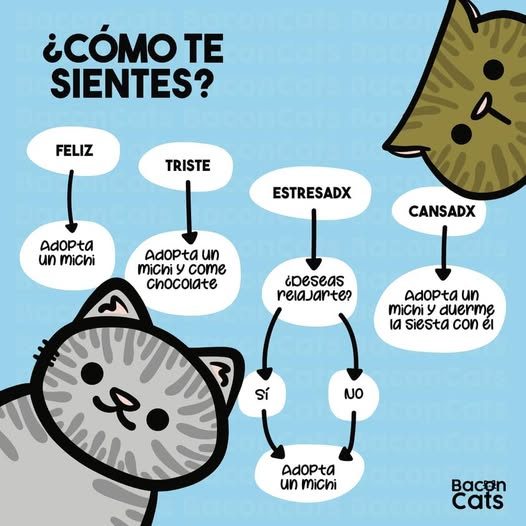 ¿CÓMO TE
SIENTES?
FELIZ
Adopta
un michi
TRISTE
Adopta un
michi y come
chocolate
ESTRESADX
¿Deseas
relajarte?
SÍ
NO
Adopta
un michi
CANSADX
Adopta un
michi y duerme
la siesta con él
Bacon
Cats